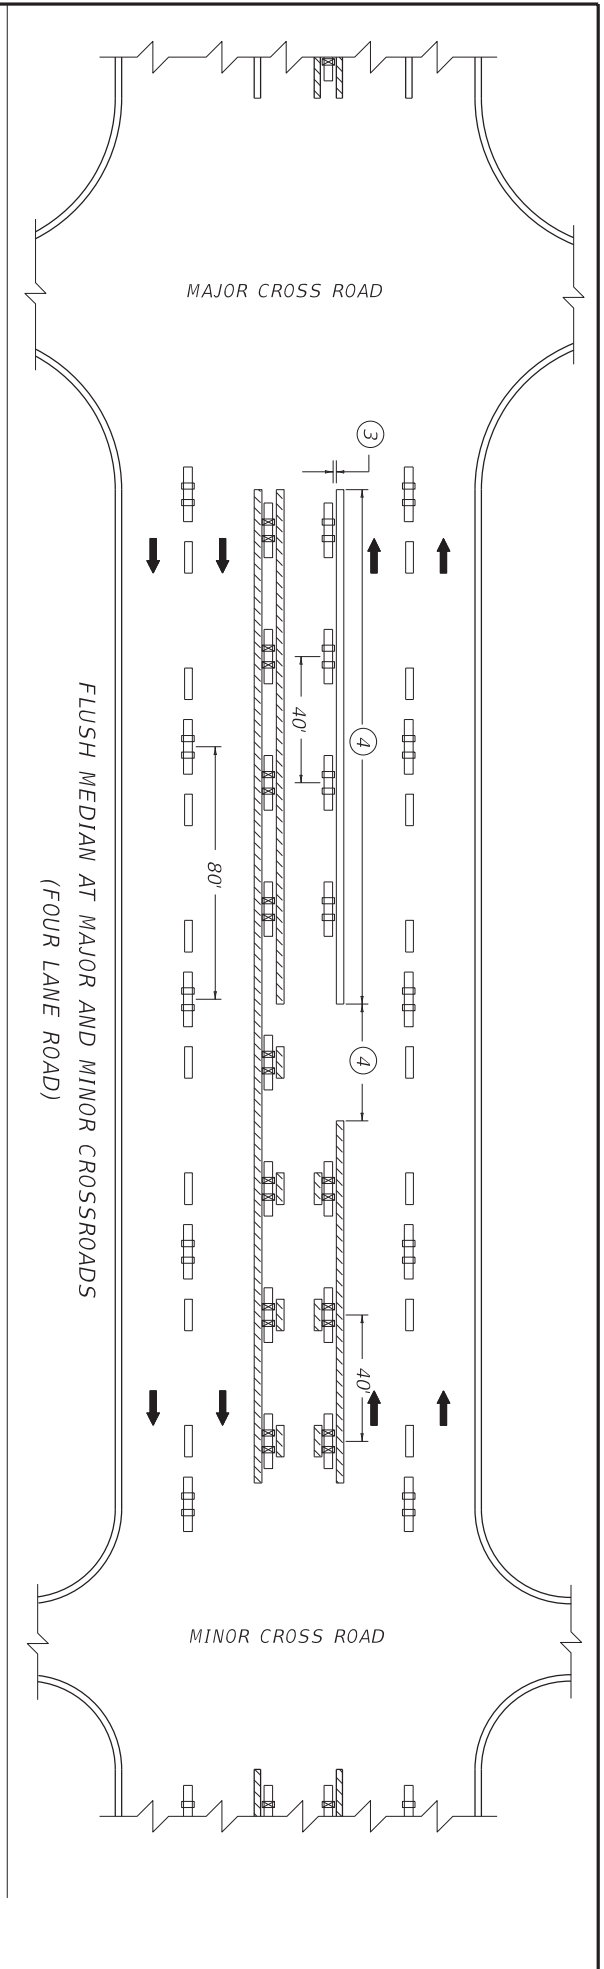 MAJOR CROSS ROAD
3
4
40'
80'
4
40'
MINOR CROSS ROAD
FLUSH MEDIAN AT MAJOR AND MINOR CROSSROADS
(FOUR LANE ROAD)